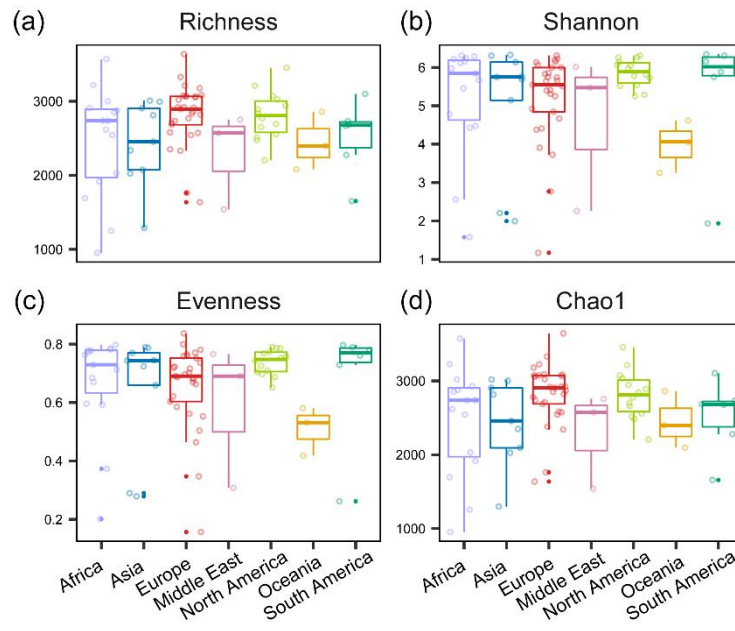 (a) Richness
3000
2000
1000
(b) Shannon
6
5
4
3
2
1
(c) Evenness
0.8
0.6
0.4
0.2
Africa
Asia
Europe
Middle East
North America
Oceania
South America
(d) Chao1
3000
2000
1000
Africa
Asia
Europe
Middle East
North America
Oceania
South America